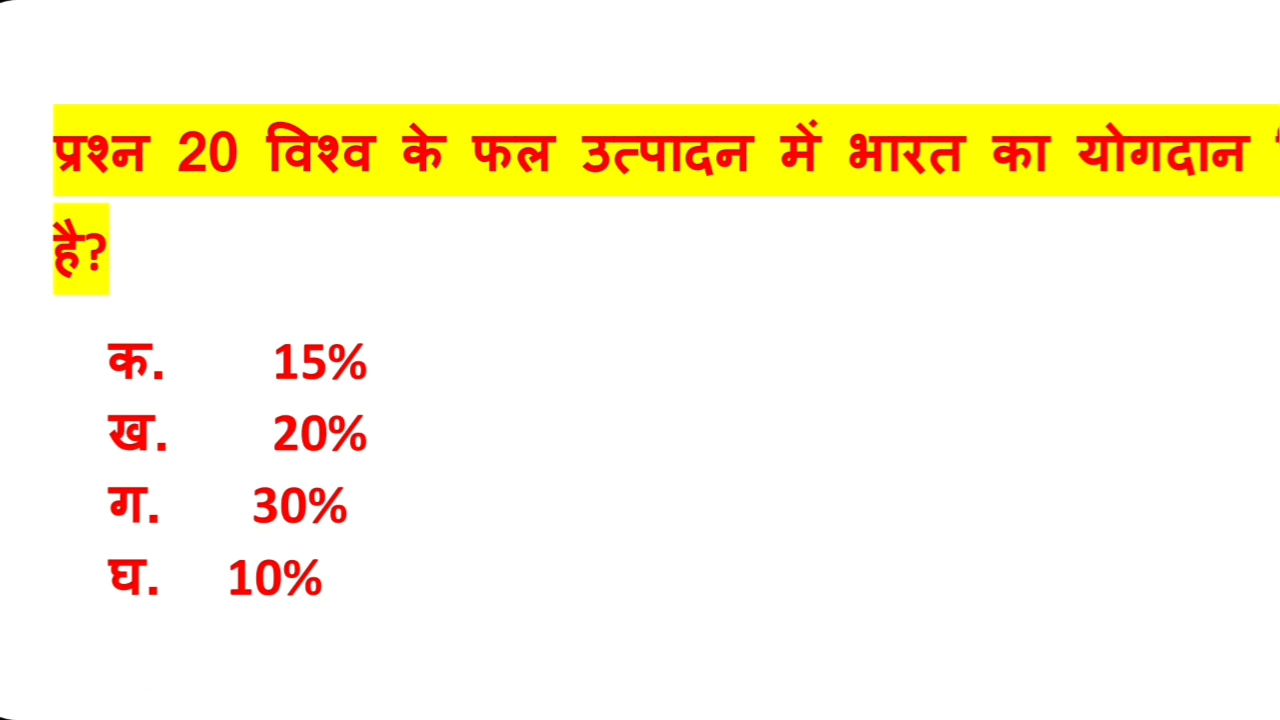 प्रश्न 20 विश्व के फल उत्पादन में भारत का योगदान
है?
क. 15%
ख. 20%
ग. 30%
घ. 10%